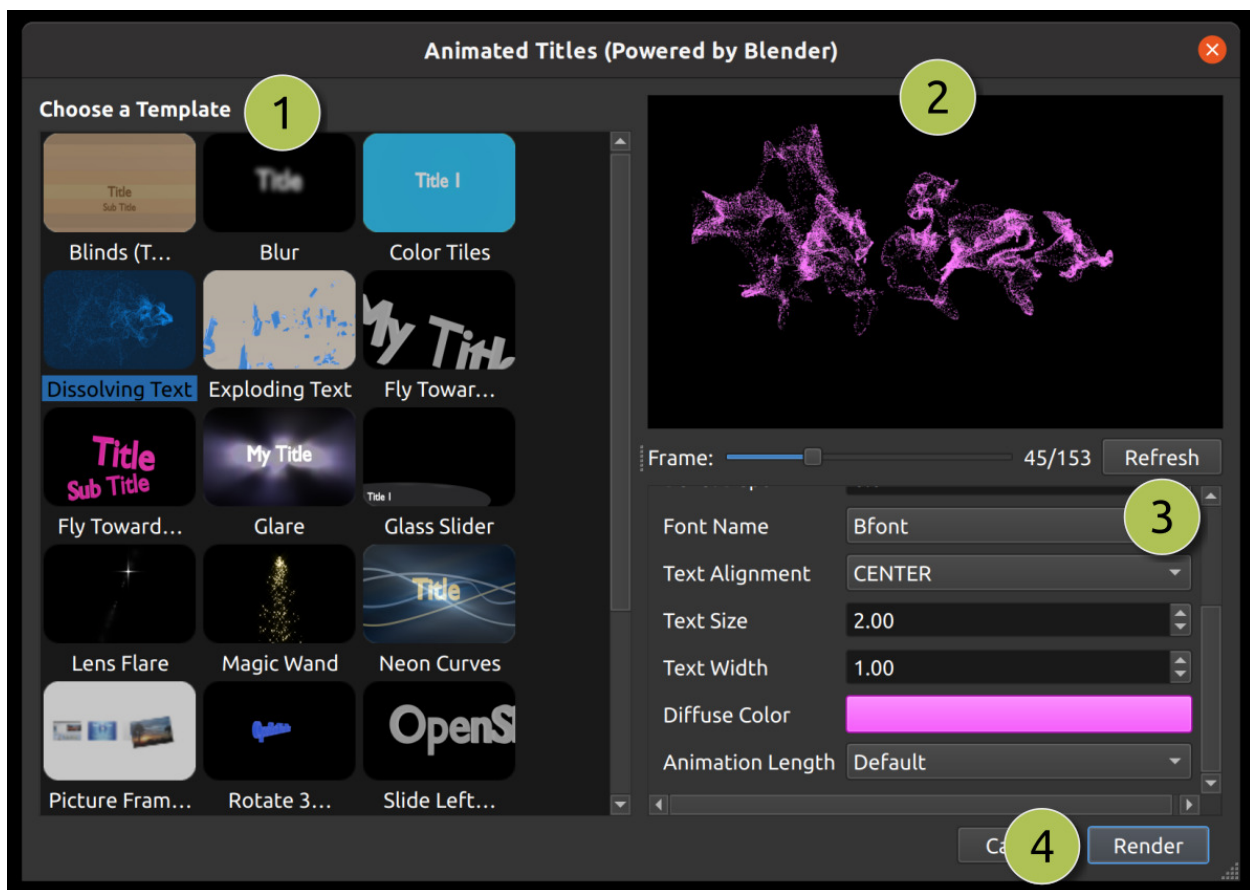 Animated Titles (Powered by Blender)
Choose a Template
1
2
Title
Sub Title
Title
Title 1
Blinds (T...
Blur
Color Tiles
My Title
Dissolving Text
Exploding Text
Fly Towar...
Title
Sub Title
My Title
Title 1
Fly Toward...
Glare
Glass Slider
Title
Lens Flare
Magic Wand
Neon Curves
OpenS
Picture Fram...
Rotate 3...
Slide Left...
Frame:
45/153
Refresh
3
Font Name
Bfont
Text Alignment
CENTER
Text Size
2.00
Text Width
1.00
Diffuse Color
Animation Length
Default
Ca
4
Render